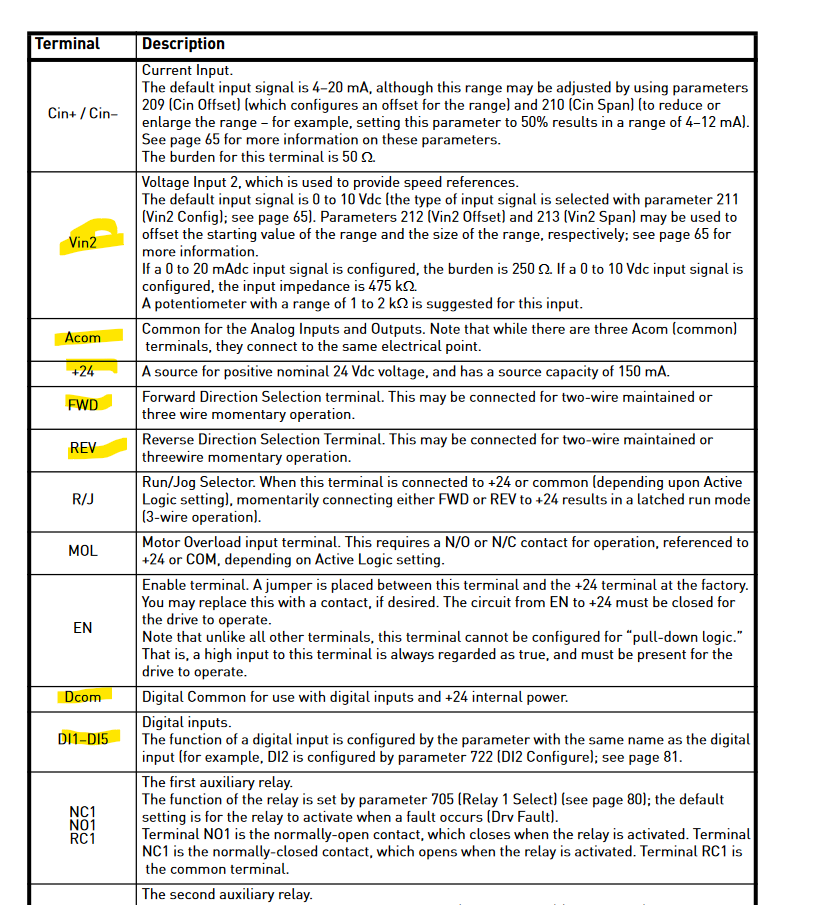 Terminal
Description
Cin+ / Cin–
Current Input.
The default input signal is 4–20 mA, although this range may be adjusted by using parameters
209 (Cin Offset) (which configures an offset for the range) and 210 (Cin Span) (to reduce or
enlarge the range – for example, setting this parameter to 50% results in a range of 4–12 mA).
See page 65 for more information on these parameters.
The burden for this terminal is 50 Ω.
Vin2
Voltage Input 2, which is used to provide speed references.
The default input signal is 0 to 10 Vdc (the type of input signal is selected with parameter 211
(Vin2 Config); see page 65). Parameters 212 (Vin2 Offset) and 213 (Vin2 Span) may be used to
offset the starting value of the range and the size of the range, respectively; see page 65 for
more information.
If a 0 to 20 mAdc input signal is configured, the burden is 250 Ω. If a 0 to 10 Vdc input signal is
configured, the input impedance is 475 kΩ.
A potentiometer with a range of 1 to 2 kΩ is suggested for this input.
Acom
Common for the Analog Inputs and Outputs. Note that while there are three Acom (common)
terminals, they connect to the same electrical point.
+24
A source for positive nominal 24 Vdc voltage, and has a source capacity of 150 mA.
FWD
Forward Direction Selection terminal. This may be connected for two-wire maintained or
three wire momentary operation.
REV
Reverse Direction Selection Terminal. This may be connected for two-wire maintained or
threewire momentary operation.
R/J
Run/Jog Selector. When this terminal is connected to +24 or common (depending upon Active
Logic setting), momentarily connecting either FWD or REV to +24 results in a latched run mode
(3-wire operation).
MOL
Motor Overload input terminal. This requires a N/O or N/C contact for operation, referenced to
+24 or COM, depending on Active Logic setting.
EN
Enable terminal. A jumper is placed between this terminal and the +24 terminal at the factory.
You may replace this with a contact, if desired. The circuit from EN to +24 must be closed for
the drive to operate.
Note that unlike all other terminals, this terminal cannot be configured for “pull-down logic.”
That is, a high input to this terminal is always regarded as true, and must be present for the
drive to operate.
Dcom
Digital Common for use with digital inputs and +24 internal power.
DI1–DI5
Digital inputs.
The function of a digital input is configured by the parameter with the same name as the digital
input (for example, DI2 is configured by parameter 722 (DI2 Configure); see page 81.
NC1
NO1
RC1
The first auxiliary relay.
The function of the relay is set by parameter 705 (Relay 1 Select) (see page 80); the default
setting is for the relay to activate when a fault occurs (Drv Fault).
Terminal NO1 is the normally-open contact, which closes when the relay is activated. Terminal
NC1 is the normally-closed contact, which opens when the relay is activated. Terminal RC1 is
the common terminal.
The second auxiliary relay.